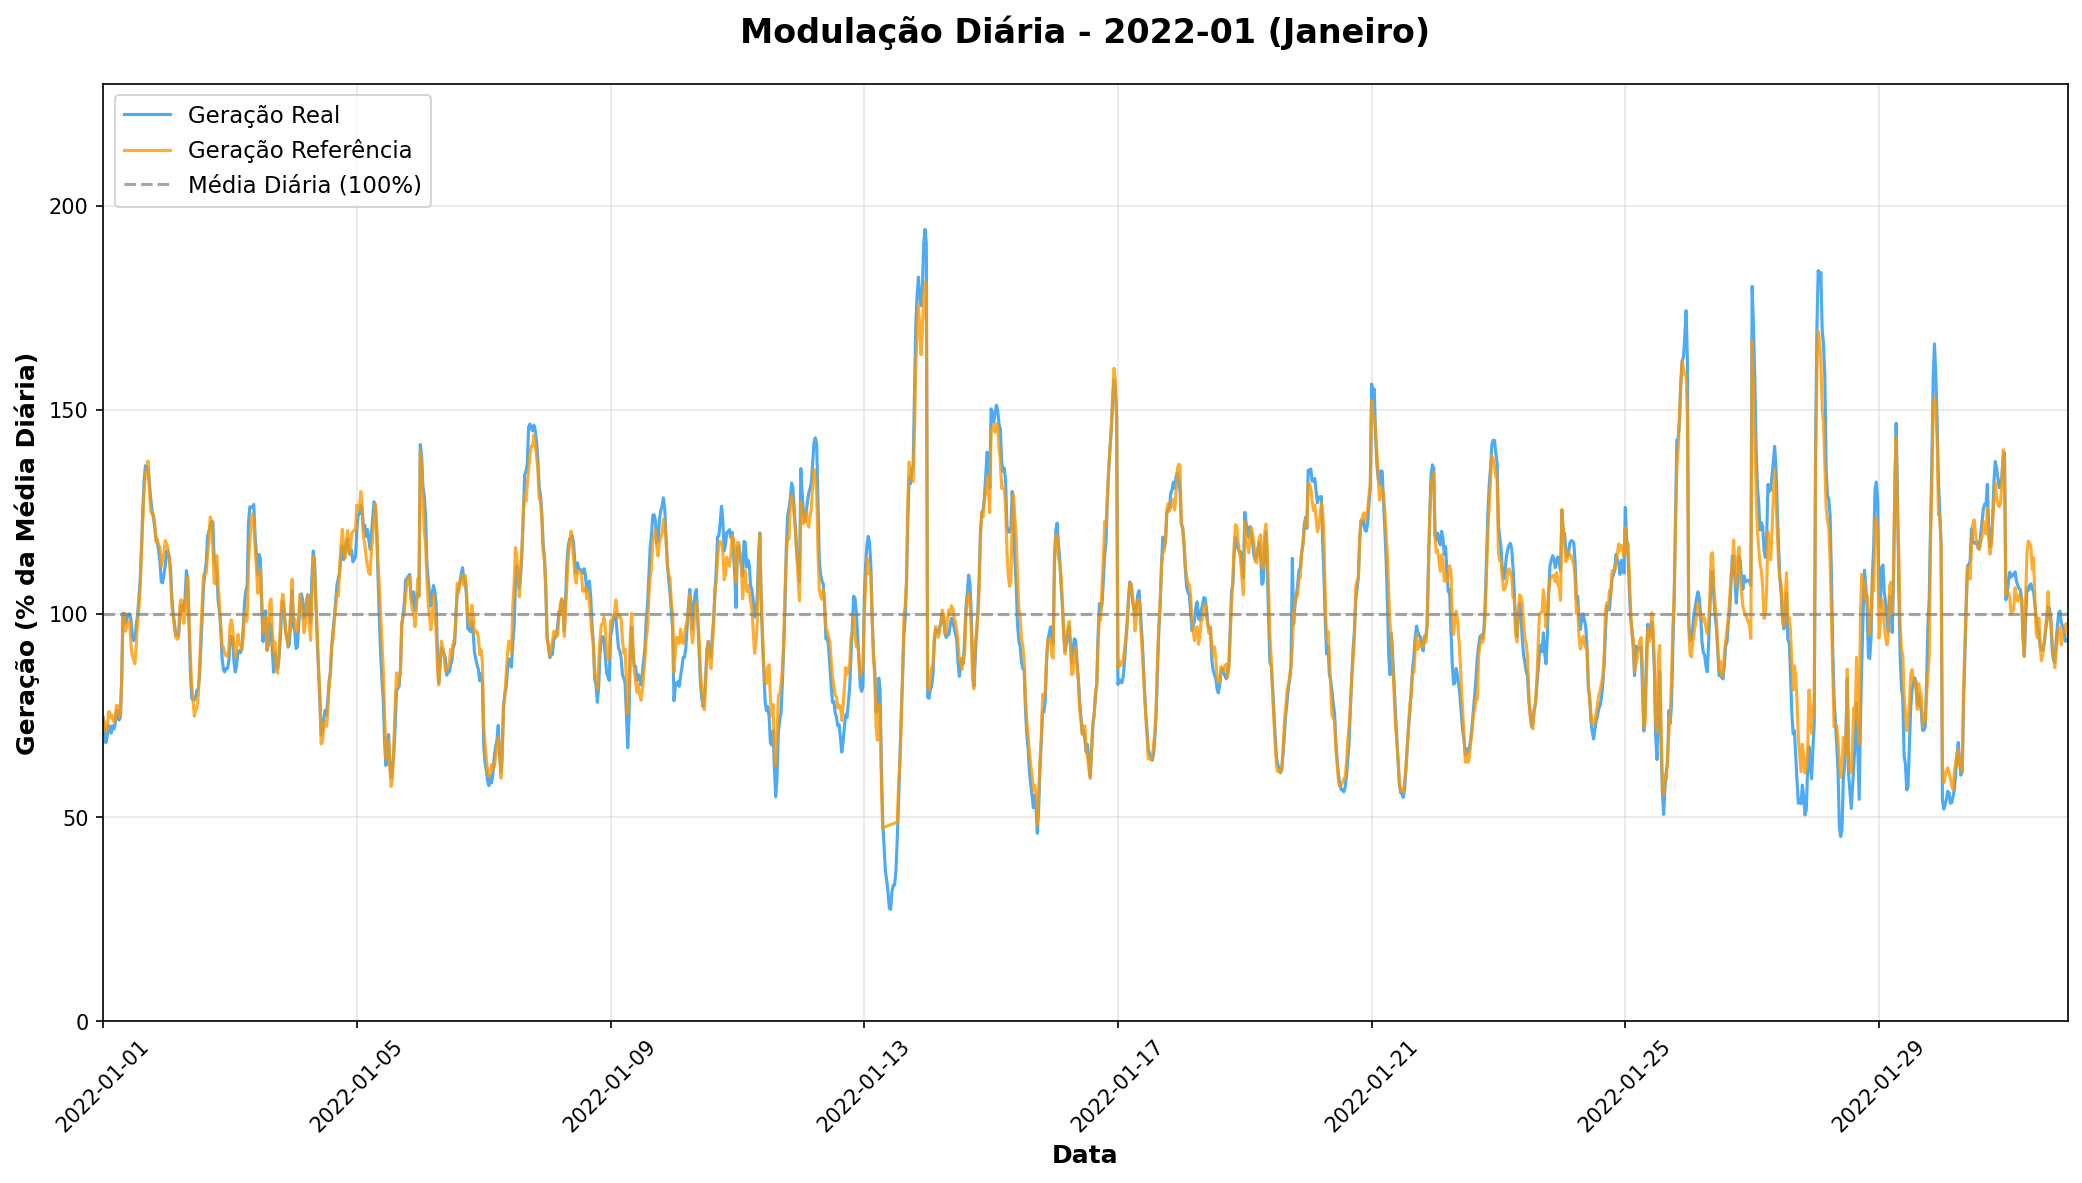 Modulação Diária - 2022-01 (Janeiro)
Geração Real
Geração Referência
Média Diária (100%)
Geração (% da Média Diária)
200
150
100
50
0
2022-01-01
2022-01-05
2022-01-09
2022-01-13
2022-01-17
2022-01-21
2022-01-25
2022-01-29
Data